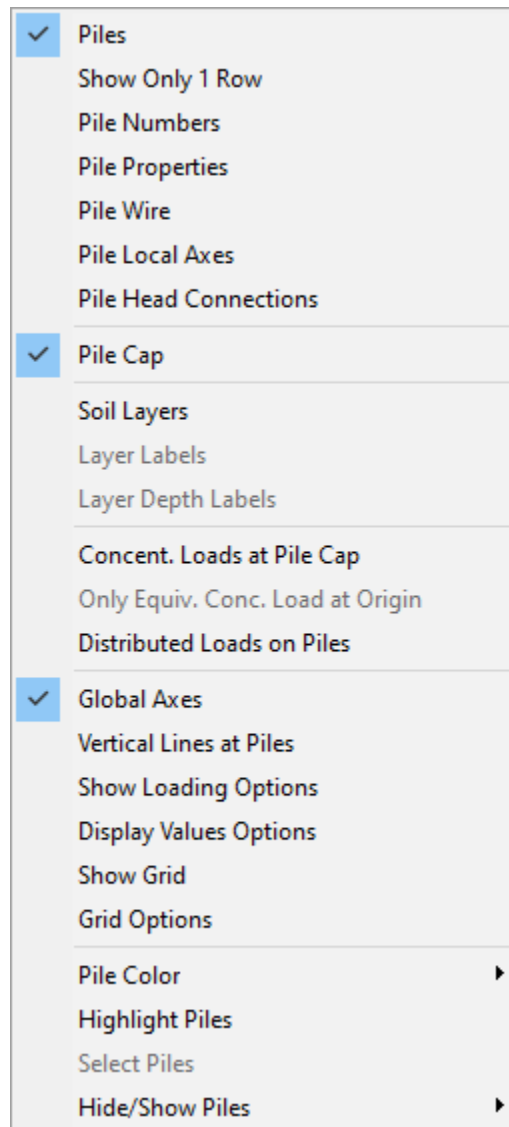 Piles
Show Only 1 Row
Pile Numbers
Pile Properties
Pile Wire
Pile Local Axes
Pile Head Connections
Pile Cap
Soil Layers
Layer Labels
Layer Depth Labels
Concent. Loads at Pile Cap
Only Equiv. Conc. Load at Origin
Distributed Loads on Piles
Global Axes
Vertical Lines at Piles
Show Loading Options
Display Values Options
Show Grid
Grid Options
Pile Color
Highlight Piles
Select Piles
Hide/Show Piles